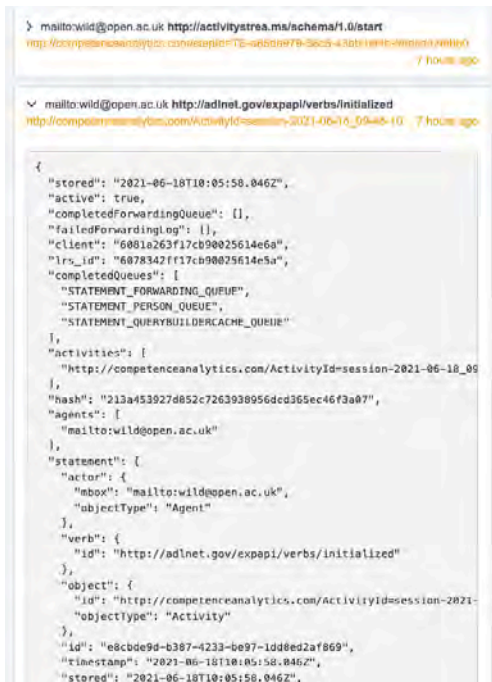 > mailto:wild@open.ac.uk http://activitystrea.ms/schema/1.0/start
7 hours ago
mailto:wild@open.ac.uk http://adlnet.gov/expapi/verbs/initialized
7 hours ago
{
"stored": "2021-06-18T10:05:58.046Z",
"active": true,
"completedForwardingQueue": [],
"failedForwardingLog": [],
"client": "6081a263f17cb90025614e6a",
"lrs_id": "6078342ff17cb90025614e5a",
"completedQueues": [
"STATEMENT_FORWARDING_QUEUE",
"STATEMENT_PERSON_QUEUE",
"STATEMENT_QUERYBUILDERCACHE_QUEUE"
],
"activities": [
"http://competenceanalytics.com/ActivityId=session-2021-06-18_09
],
"hash": "213a453927d852c7263938956dcd365ec46f3a07",
"agents": [
"mailto:wild@open.ac.uk"
],
"statement": {
"actor": {
"mbox": "mailto:wild@open.ac.uk",
"objectType": "Agent"
},
"verb": {
"id": "http://adlnet.gov/expapi/verbs/initialized"
},
"object": {
"id": "http://competenceanalytics.com/ActivityId=session-2021-
"objectType": "Activity"
},
"id": "e8cbde9d-b387-4233-be97-1dd8ed2af869",
"timestamp": "2021-06-18T10:05:58.046Z",
"stored": "2021-06-18T10:05:58.046Z",